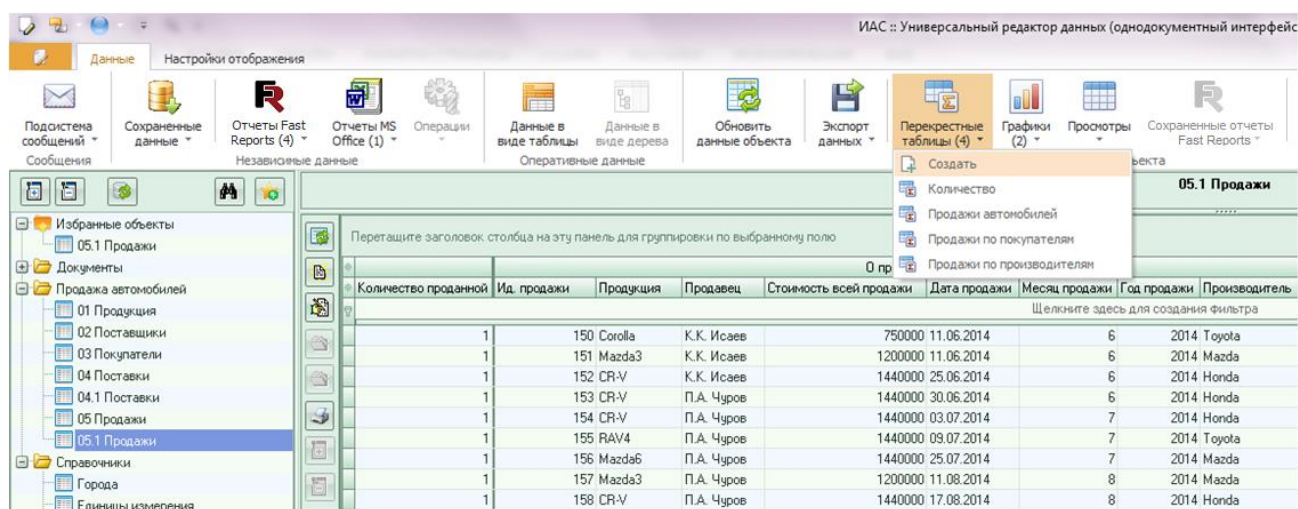 ИАС :: Универсальный редактор данных (однодокументный интерфейс
Данные Настройки отображения
Подсистема сообщений
Сохраненные данные
Отчеты Fast Reports (4)
Отчеты MS Office (1)
Операции
Данные в виде таблицы
Данные в виде дерева
Обновить данные объекта
Экспорт данных
Перекрестные таблицы (4)
Графики (2)
Просмотры
Сохраненные отчеты Fast Reports
Сообщения Независимые данные Оперативные данные ъекта
Создать
Количество
Продажи автомобилей
Продажи по покупателям
Продажи по производителям
05.1 Продажи
Избранные объекты
05.1 Продажи
Документы
Продажа автомобилей
01 Продукция
02 Поставщики
03 Покупатели
04 Поставки
04.1 Поставки
05 Продажи
05.1 Продажи
Справочники
Города
Единицы измерения
Перетащите заголовок столбца на эту панель для группировки по выбранному полю
О пр
Количество проданной Ид. продажи Продукция Продавец Стоимость всей продажи Дата продажи Месяц продажи Год продажи Производитель
Щелкните здесь для создания фильтра
1 150 Corolla К.К. Исаев 750000 11.06.2014 6 2014 Toyota
1 151 Mazda3 К.К. Исаев 1200000 11.06.2014 6 2014 Mazda
1 152 CR-V К.К. Исаев 1440000 25.06.2014 6 2014 Honda
1 153 CR-V П.А. Чуров 1440000 30.06.2014 6 2014 Honda
1 154 CR-V П.А. Чуров 1440000 03.07.2014 7 2014 Honda
1 155 RAV4 П.А. Чуров 1440000 09.07.2014 7 2014 Toyota
1 156 Mazda6 П.А. Чуров 1440000 25.07.2014 7 2014 Mazda
1 157 Mazda3 П.А. Чуров 1200000 11.08.2014 8 2014 Mazda
1 158 CR-V П.А. Чуров 1440000 17.08.2014 8 2014 Honda